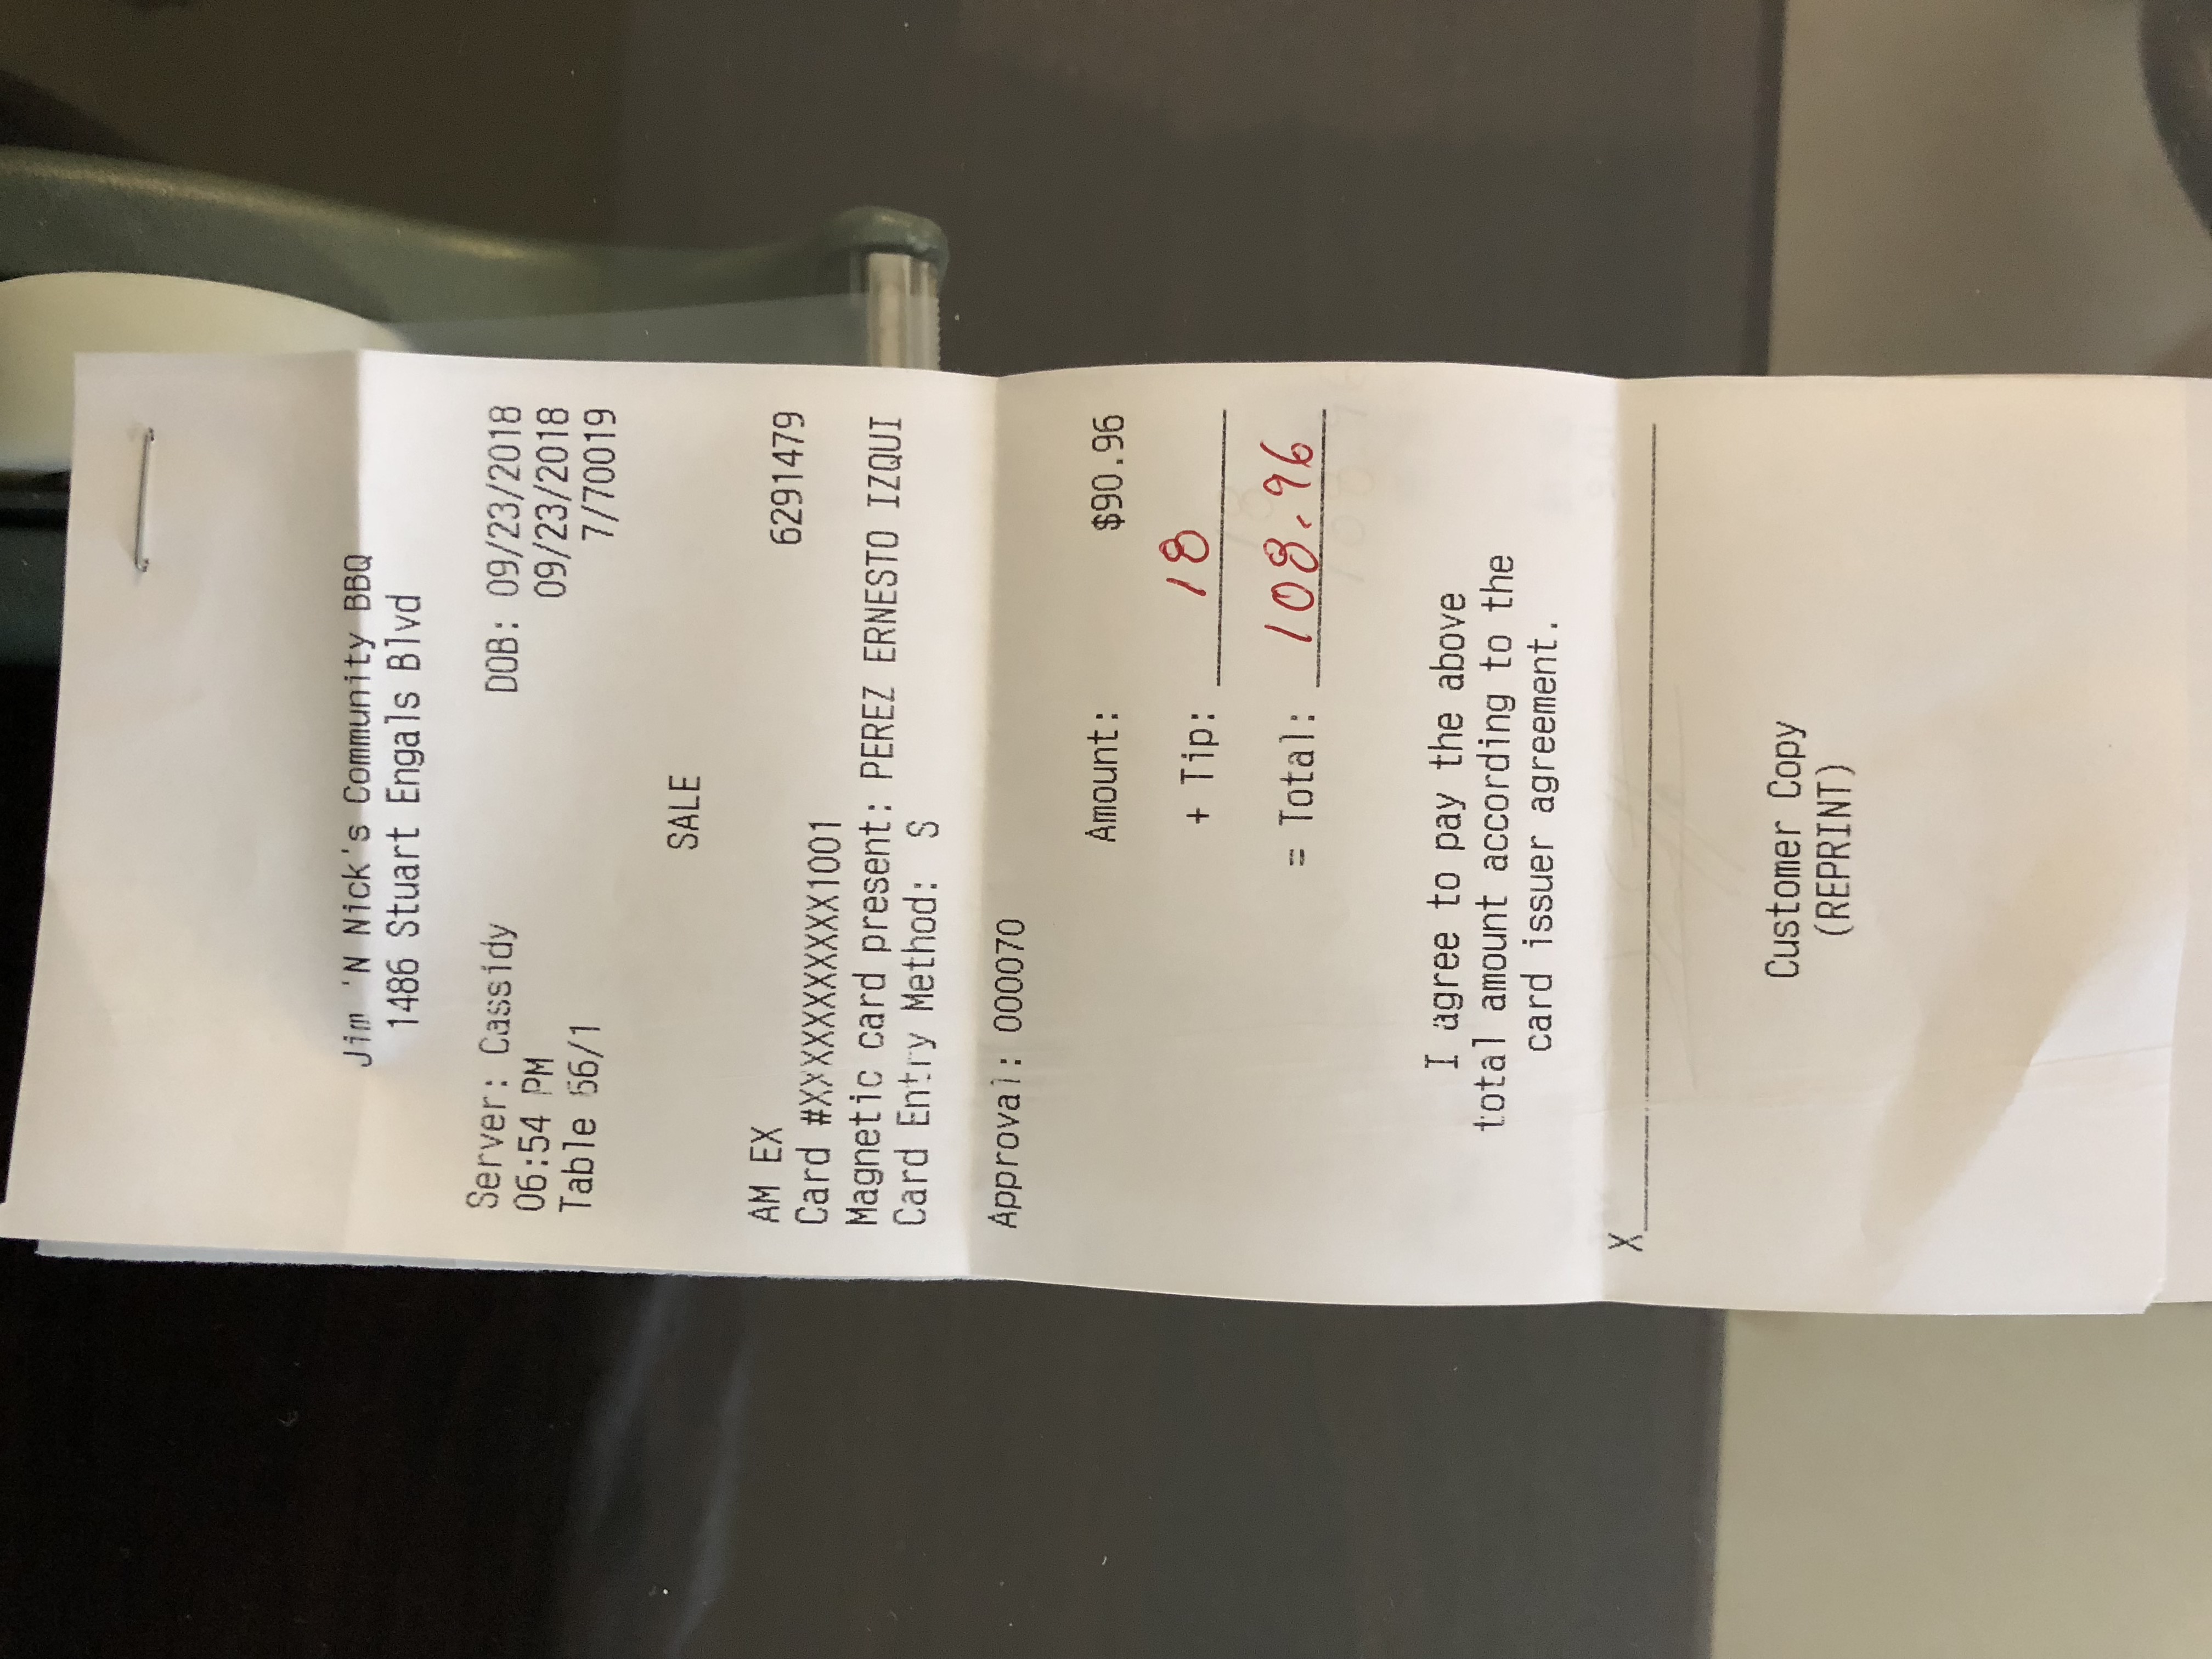 Jim 'N Nick's Community BBQ
1486 Stuart Engals Blvd
Server: Cassidy DOB: 09/23/2018
06:54 PM 09/23/2018
Table 66/1 7/70019
SALE
AM EX 6291479
Card #XXXXXXXXXXX1001
Magnetic card present: PEREZ ERNESTO IZQUI
Card Entry Method: S
Approval: 000070
Amount: $90.96
+ Tip: 18
= Total: 108.96
I agree to pay the above
total amount according to the
card issuer agreement.
X
Customer Copy
(REPRINT)